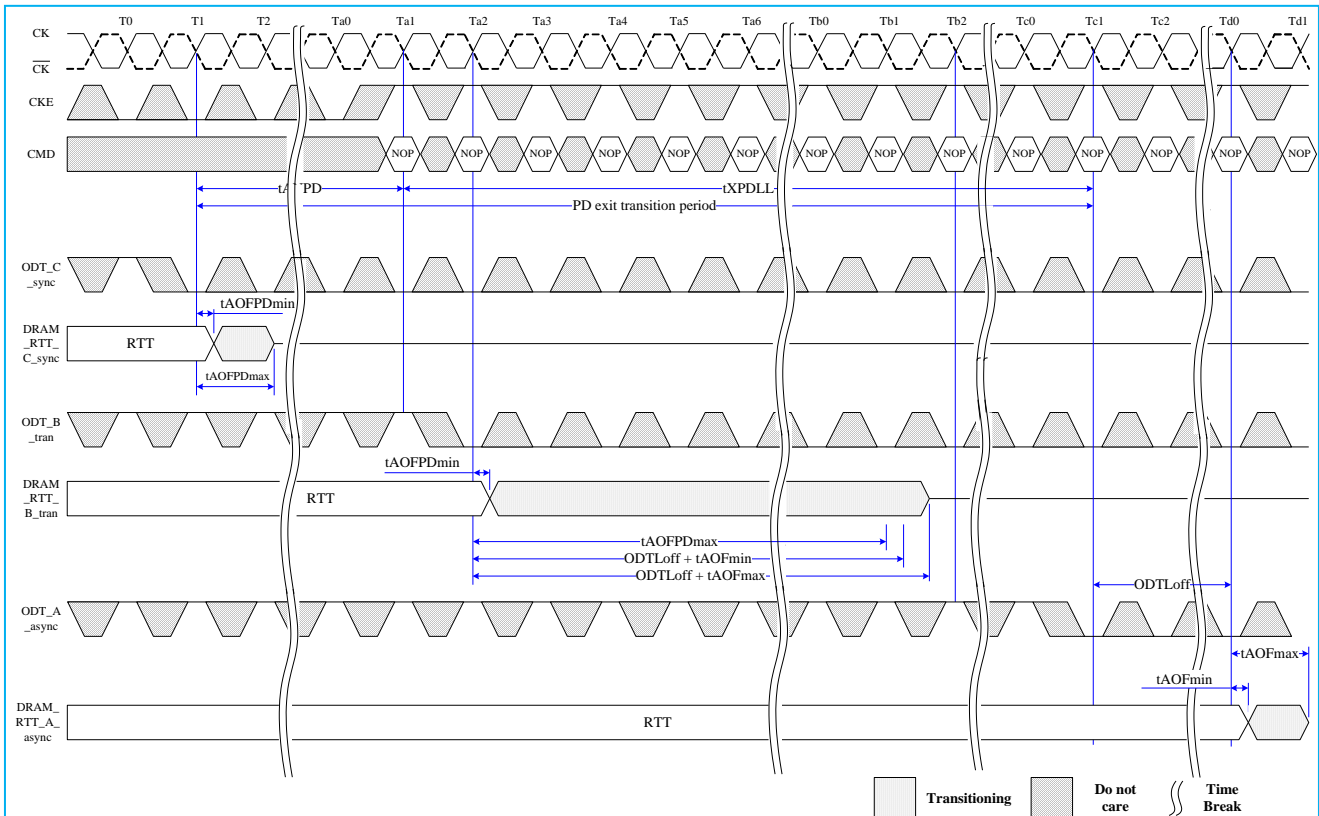 T0 T1 T2 Ta0 Ta1 Ta2 Ta3 Ta4 Ta5 Ta6 Tb0 Tb1 Tb2 Tc0 Tc1 Tc2 Td0 Td1
CK
CK
CKE
CMD
NOP NOP NOP NOP NOP NOP NOP NOP NOP NOP NOP NOP NOP NOP
tXPDLL
PD exit transition period
ODT_C
_sync
tAOFPDmin
DRAM
_RTT_
C_sync
RTT
tAOFPDmax
ODT_B
_tran
tAOFPDmin
DRAM
_RTT_
B_tran
RTT
tAOFPDmax
ODTLoff + tAOFmin
ODTLoff + tAOFmax
ODTLoff
ODT_A
_async
tAOFmax
tAOFmin
DRAM_
RTT_A_
async
RTT
Transitioning
Do not
care
Time
Break